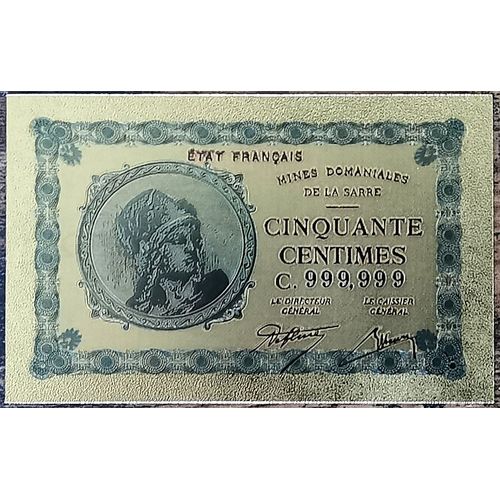 ÉTAT FRANÇAIS
MINES DOMANIALES
DE LA SARRE
CINQUANTE
CENTIMES
C. 999,999
LE DIRECTEUR GÉNÉRAL
LE CAISSIER GÉNÉRAL